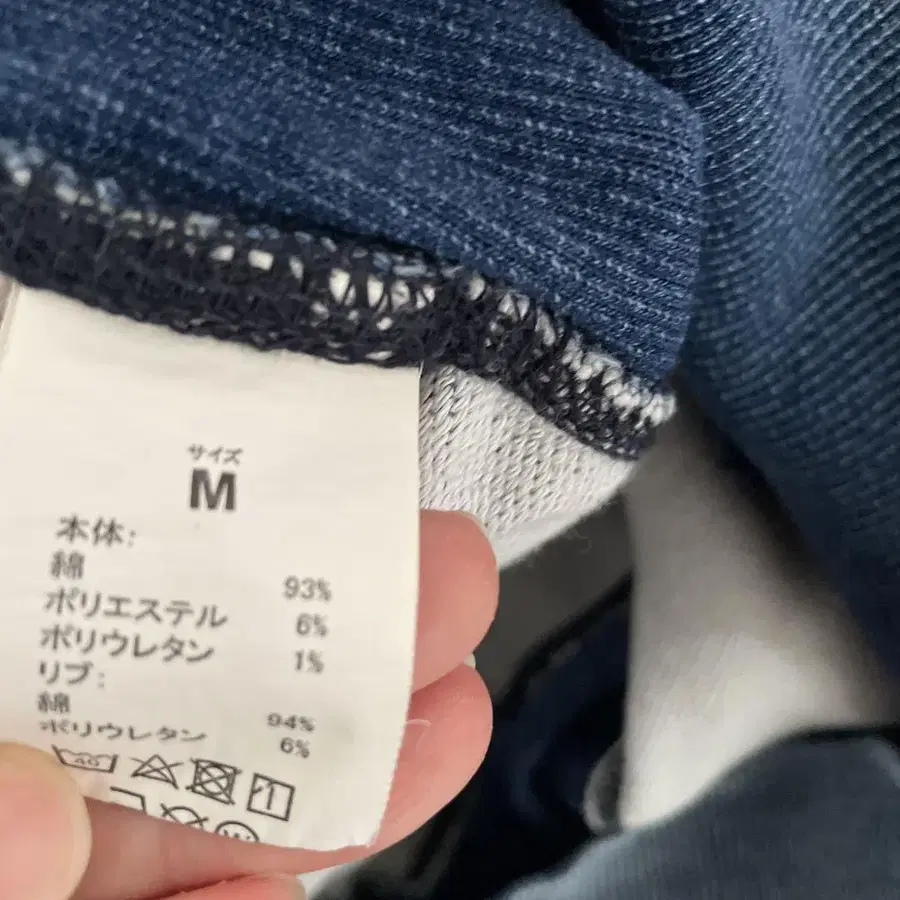 サイズ
M
本体:
綿 93%
ポリエステル 6%
ポリウレタン 1%
リブ:
綿 94%
ポリウレタン 6%
40